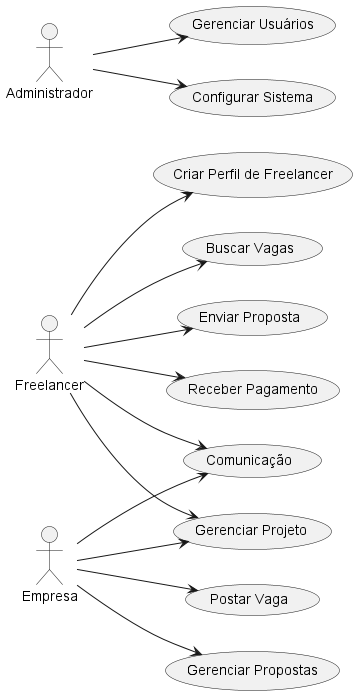 Gerenciar Usuários
Administrador
Configurar Sistema
Criar Perfil de Freelancer
Buscar Vagas
Enviar Proposta
Freelancer
Receber Pagamento
Comunicação
Gerenciar Projeto
Empresa
Postar Vaga
Gerenciar Propostas